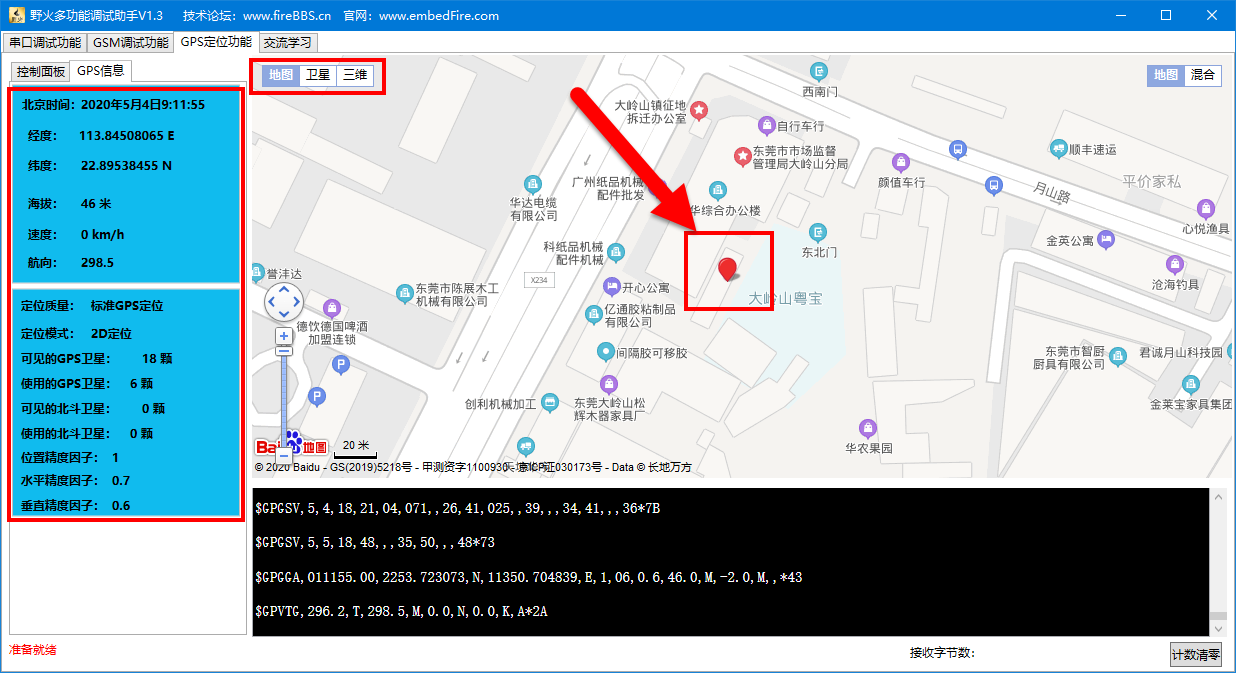 野火多功能调试助手V1.3 技术论坛：www.fireBBS.cn 官网：www.embedFire.com
串口调试功能 GSM调试功能 GPS定位功能 交流学习
控制面板 GPS信息
北京时间：2020年5月4日9:11:55
经度： 113.84508065 E
纬度： 22.89538455 N
海拔： 46 米
速度： 0 km/h
航向： 298.5
定位质量： 标准GPS定位
定位模式： 2D定位
可见的GPS卫星： 18 颗
使用的GPS卫星： 6 颗
可见的北斗卫星： 0 颗
使用的北斗卫星： 0 颗
位置精度因子： 1
水平精度因子： 0.7
垂直精度因子： 0.6
准备就绪
地图 卫星 三维
地图 混合
西南门
大岭山镇征地
拆迁办公室
自行车行
东莞市市场监督
管理局大岭山分局
顺丰速运
颜值车行
平价家私
月山路
广州纸品机械
配件批发
华达电缆
有限公司
华综合办公楼
心悦渔具
科纸品机械
配件机械
东北门
金英公寓
X234
誉沣达
沧海钓具
东莞市陈展木工
机械有限公司
开心公寓
大岭山粤宝
亿通胶粘制品
有限公司
德饮德国啤酒
加盟连锁
间隔胶可移胶
东莞市智厨
厨具有限公司
君诚月山科技园
P
P
创利机械加工
东莞大岭山松
辉木器家具厂
金莱宝家具集团
华农果园
Bai 地图
20 米
© 2020 Baidu - GS(2019)5218号 - 甲测资字1100930 - 京ICP证030173号 - Data © 长地万方
$GPGSV,5,4,18,21,04,071,,26,41,025,,39,,,34,41,,,36*7B
$GPGSV,5,5,18,48,,,35,50,,,48*73
$GPGGA,011155.00,2253.723073,N,11350.704839,E,1,06,0.6,46.0,M,-2.0,M,,*43
$GPVTG,296.2,T,298.5,M,0.0,N,0.0,K,A*2A
接收字节数：
计数清零